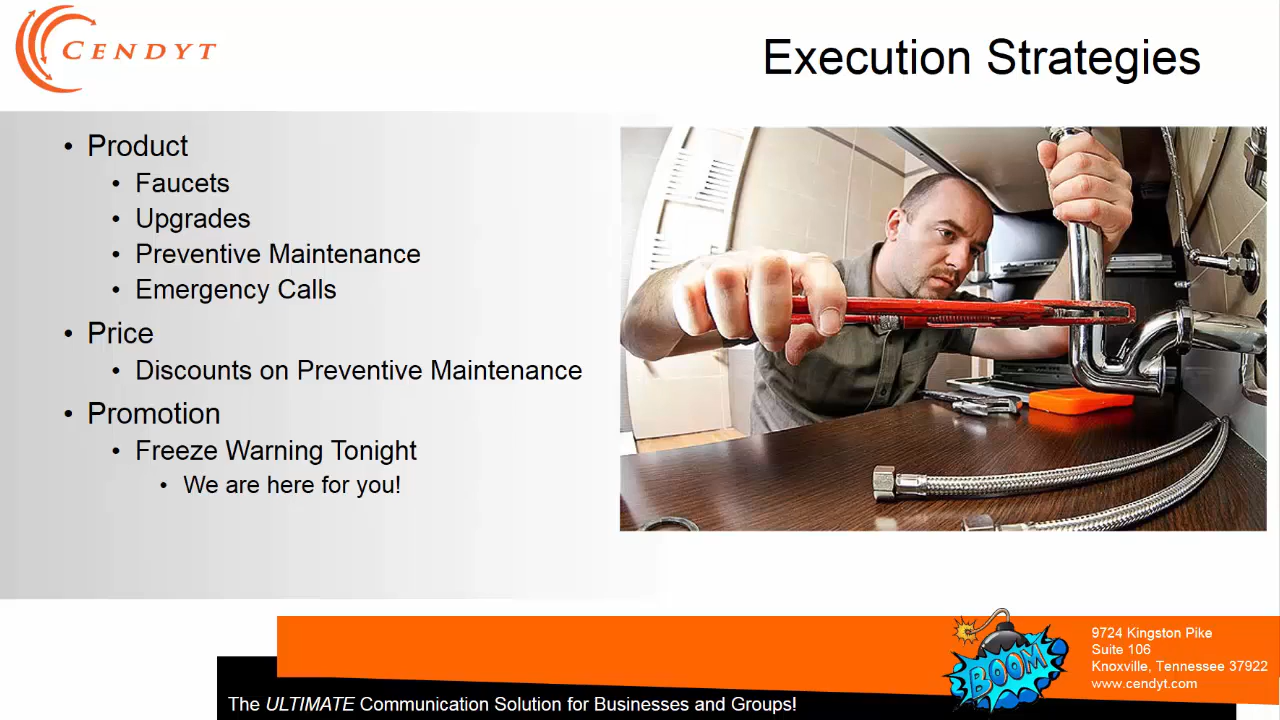 CENDYT
Execution Strategies
• Product
• Faucets
• Upgrades
• Preventive Maintenance
• Emergency Calls
• Price
• Discounts on Preventive Maintenance
• Promotion
• Freeze Warning Tonight
• We are here for you!
BOOM
9724 Kingston Pike
Suite 106
Knoxville, Tennessee 37922
www.cendyt.com
The ULTIMATE Communication Solution for Businesses and Groups!